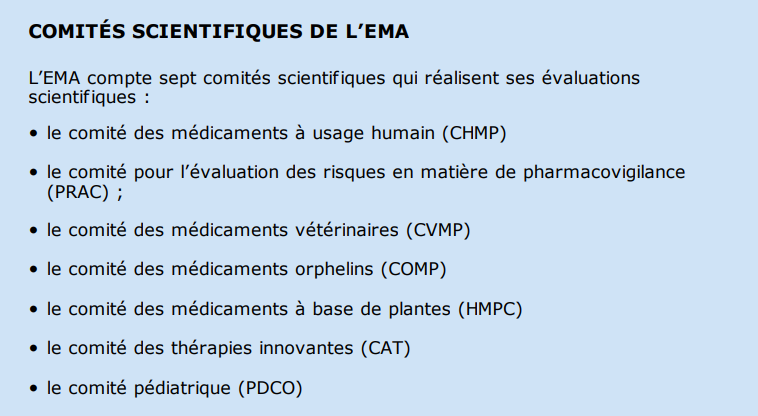 COMITÉS SCIENTIFIQUES DE L’EMA
L’EMA compte sept comités scientifiques qui réalisent ses évaluations
scientifiques :
• le comité des médicaments à usage humain (CHMP)
• le comité pour l’évaluation des risques en matière de pharmacovigilance
(PRAC) ;
• le comité des médicaments vétérinaires (CVMP)
• le comité des médicaments orphelins (COMP)
• le comité des médicaments à base de plantes (HMPC)
• le comité des thérapies innovantes (CAT)
• le comité pédiatrique (PDCO)